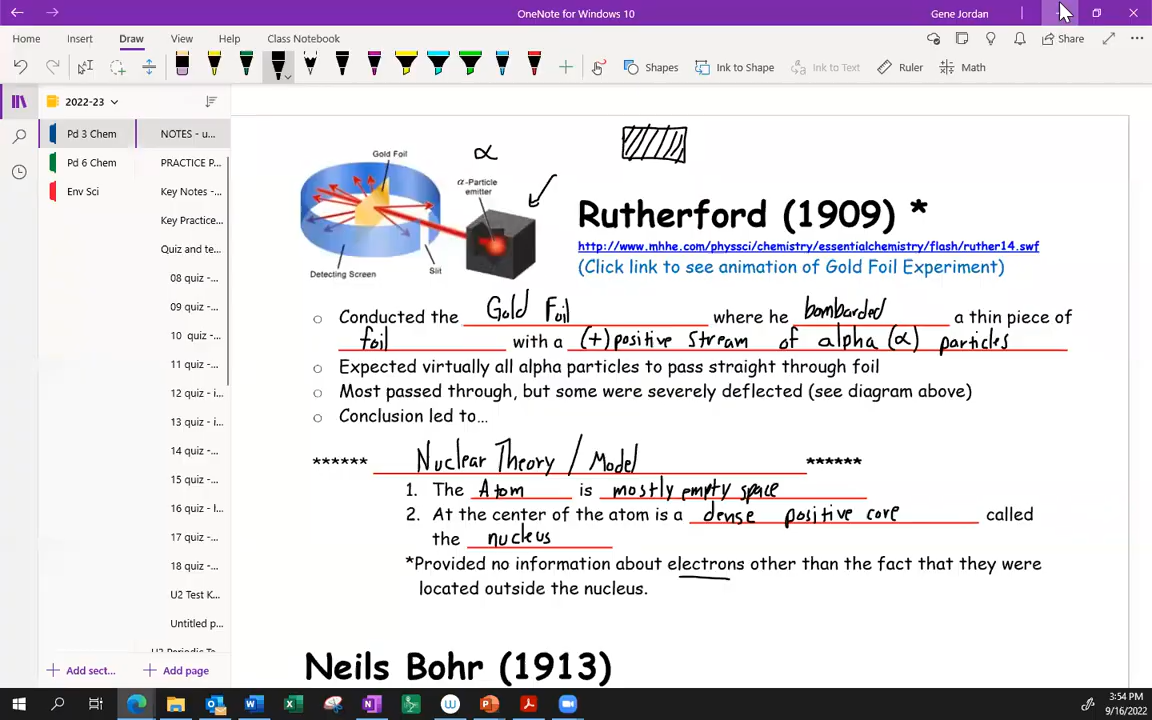 OneNote for Windows 10
Gene Jordan
Home Insert Draw View Help Class Notebook
Share
Shapes Ink to Shape Ink to Text Ruler Math
2022-23
Pd 3 Chem
Pd 6 Chem
Env Sci
NOTES - u...
PRACTICE P...
Key Notes -...
Key Practice
Quiz and te...
08 quiz -...
09 quiz -...
10 quiz -...
11 quiz -...
12 quiz - i...
13 quiz - i...
14 quiz -...
15 quiz -...
16 quiz - l...
17 quiz -...
18 quiz -...
U2 Test K...
Untitled p...
U2 Periodic Ta...
Add sect...
Add page
Gold Foil
α
α-Particle
emitter
Slit
Detecting Screen
Rutherford (1909) *
http://www.mhhe.com/physsci/chemistry/essentialchemistry/flash/ruther14.swf
(Click link to see animation of Gold Foil Experiment)
○ Conducted the Gold Foil where he bombarded a thin piece of
foil with a (+)positive stream of alpha (α) particles
○ Expected virtually all alpha particles to pass straight through foil
○ Most passed through, but some were severely deflected (see diagram above)
○ Conclusion led to…
****** Nuclear Theory / Model ******
1. The Atom is mostly empty space
2. At the center of the atom is a dense positive core called
the nucleus
*Provided no information about electrons other than the fact that they were
located outside the nucleus.
Neils Bohr (1913)
3:54 PM
9/16/2022